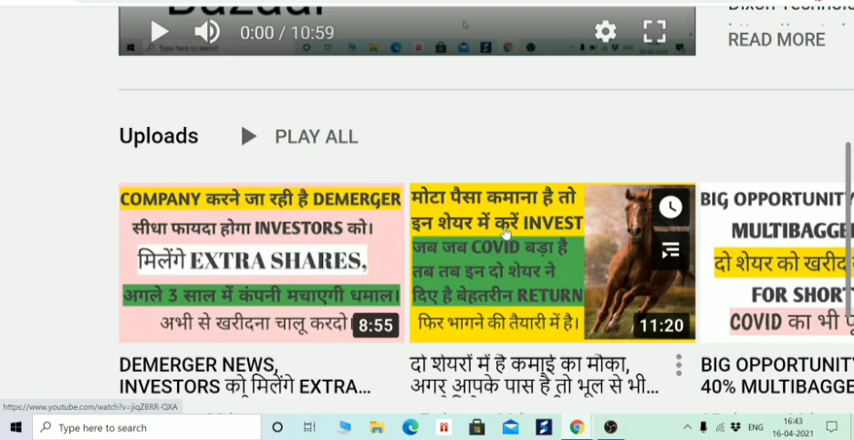 0:00 / 10:59
READ MORE
Type here to search
Uploads
PLAY ALL
COMPANY करने जा रही है DEMERGER
सीधा फायदा होगा INVESTORS को।
मिलेंगे EXTRA SHARES,
अगले 3 साल में कंपनी मचाएगी धमाल।
अभी से खरीदना चालू करदो
8:55
मोटा पैसा कमाना है तो
इन शेयर में करें INVEST
जब जब COVID बड़ा है
तब तब इन दो शेयर ने
दिए है बेहतरीन RETURN
फिर भागने की तैयारी में है।
11:20
BIG OPPORTUNITY
दो शेयर को खरीद
FOR SHORT
COVID का भी
DEMERGER NEWS,
INVESTORS को मिलेंगे EXTRA...
दो शेयरों में है कमाई का मौका,
अगर आपके पास है तो भूल से भी...
BIG OPPORTUNITY
40% MULTIBAGGE
https://www.youtube.com/watch?v=jiqZBRR-QXA
Type here to search
ENG
16:43
16-04-2021